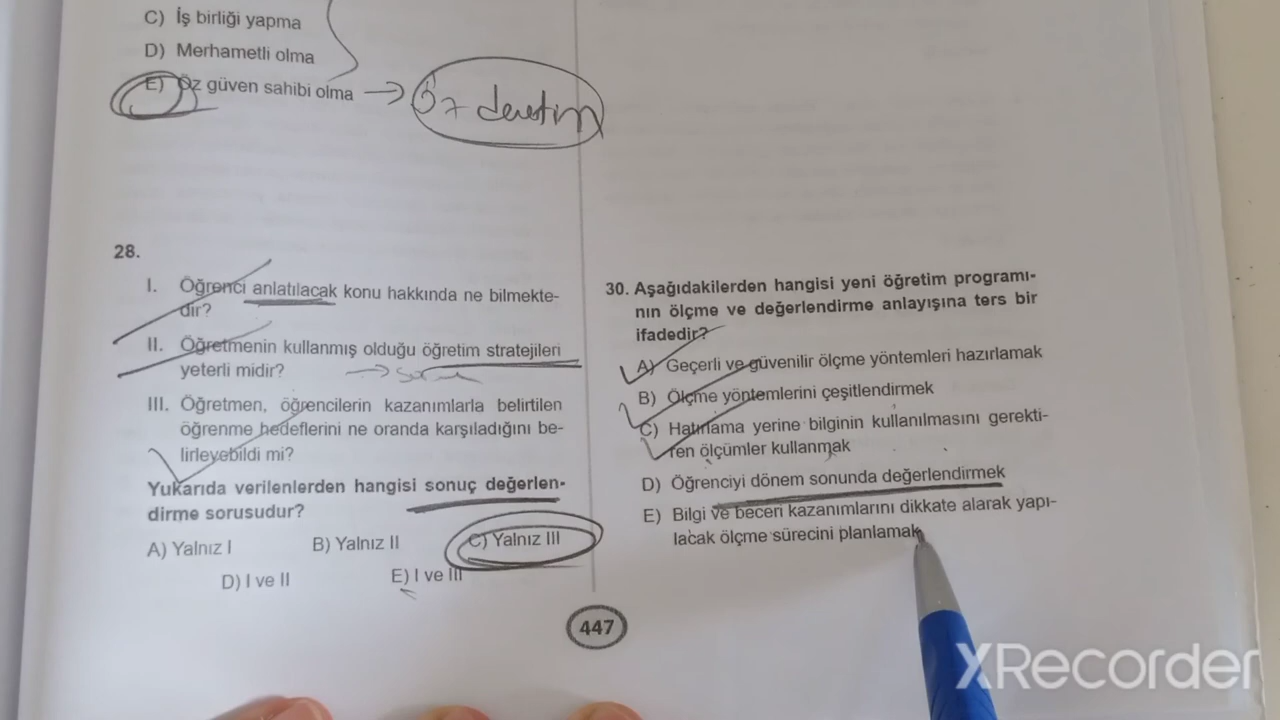 C) İş birliği yapma
D) Merhametli olma
E) Öz güven sahibi olma → Öz denetim
28.
I. Öğrenci anlatılacak konu hakkında ne bilmekte-
dir?
II. Öğretmenin kullanmış olduğu öğretim stratejileri
yeterli midir?
III. Öğretmen, öğrencilerin kazanımlarla belirtilen
öğrenme hedeflerini ne oranda karşıladığını be-
lirleyebildi mi?
Yukarıda verilenlerden hangisi sonuç değerlen-
dirme sorusudur?
A) Yalnız I B) Yalnız II C) Yalnız III
D) I ve II E) I ve III
30. Aşağıdakilerden hangisi yeni öğretim programı-
nın ölçme ve değerlendirme anlayışına ters bir
ifadedir?
A) Geçerli ve güvenilir ölçme yöntemleri hazırlamak
B) Ölçme yöntemlerini çeşitlendirmek
C) Hatırlama yerine bilginin kullanılmasını gerekti-
ren ölçümler kullanmak
D) Öğrenciyi dönem sonunda değerlendirmek
E) Bilgi ve beceri kazanımlarını dikkate alarak yapı-
lacak ölçme sürecini planlamak
447
XRecorder